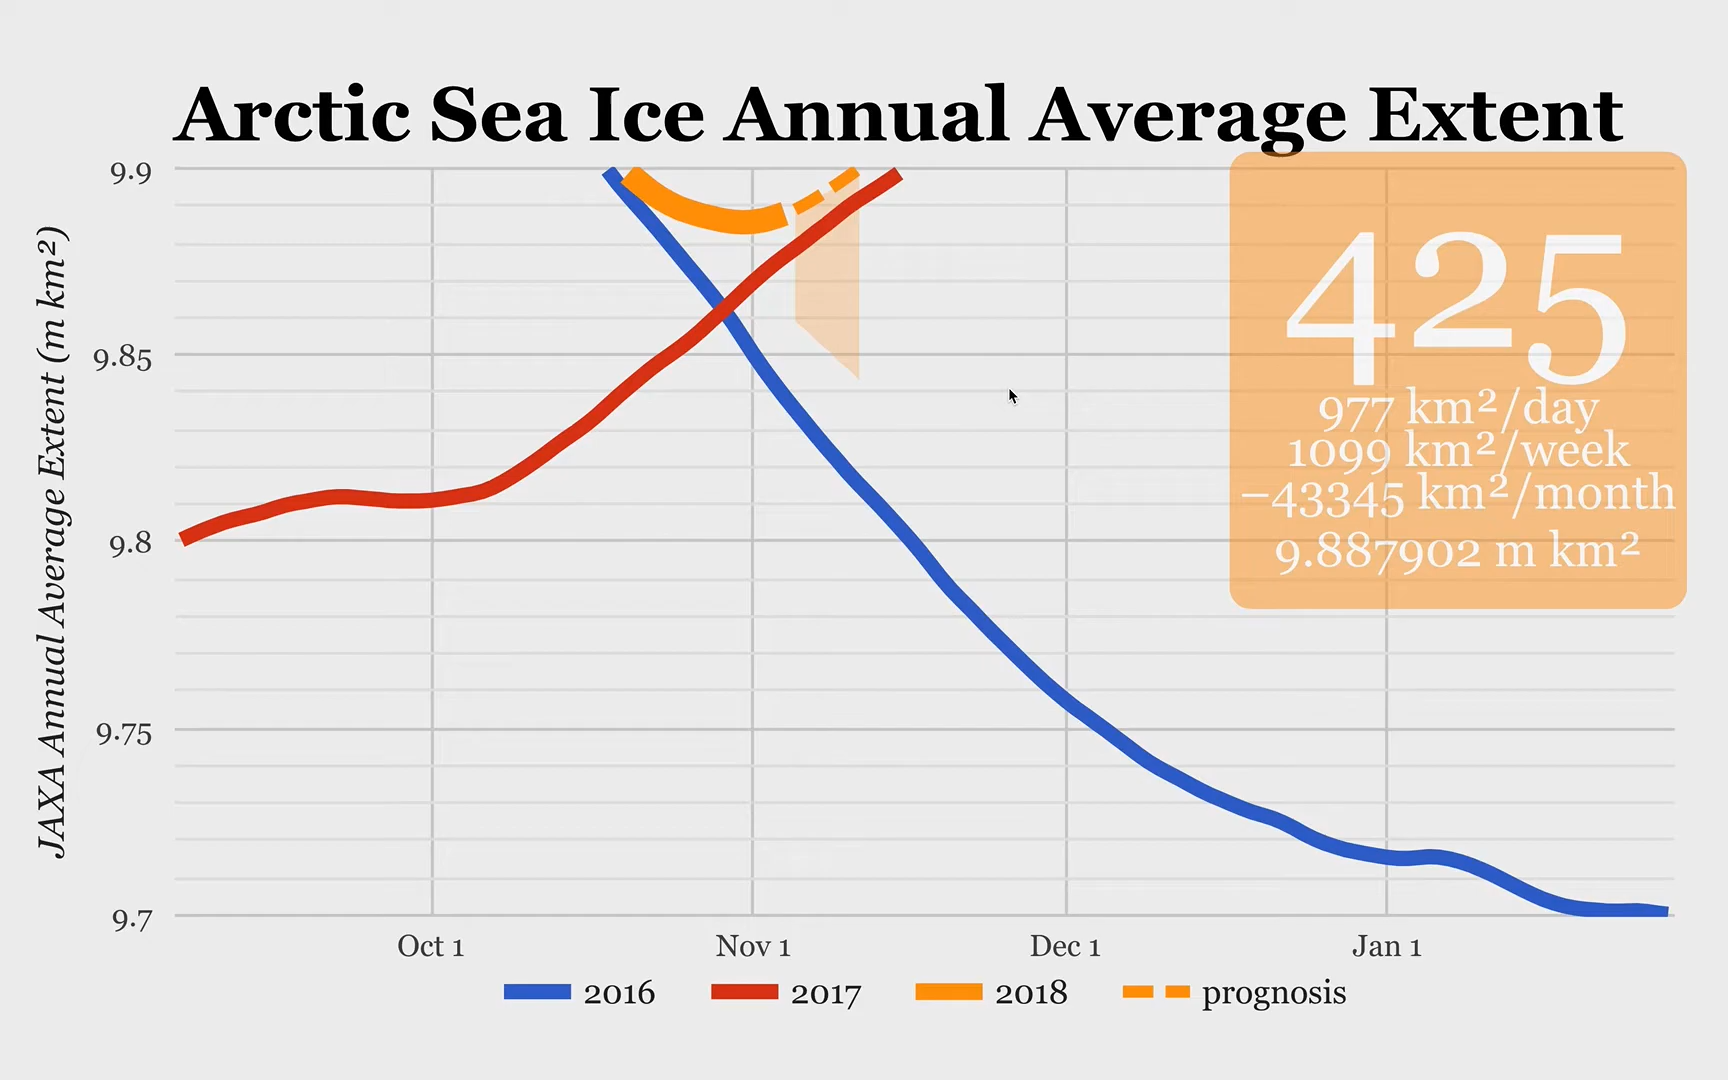 Arctic Sea Ice Annual Average Extent
JAXA Annual Average Extent (m km²)
9.9
9.85
9.8
9.75
9.7
425
977 km²/day
1099 km²/week
−43345 km²/month
9.887902 m km²
Oct 1
Nov 1
Dec 1
Jan 1
2016
2017
2018
prognosis